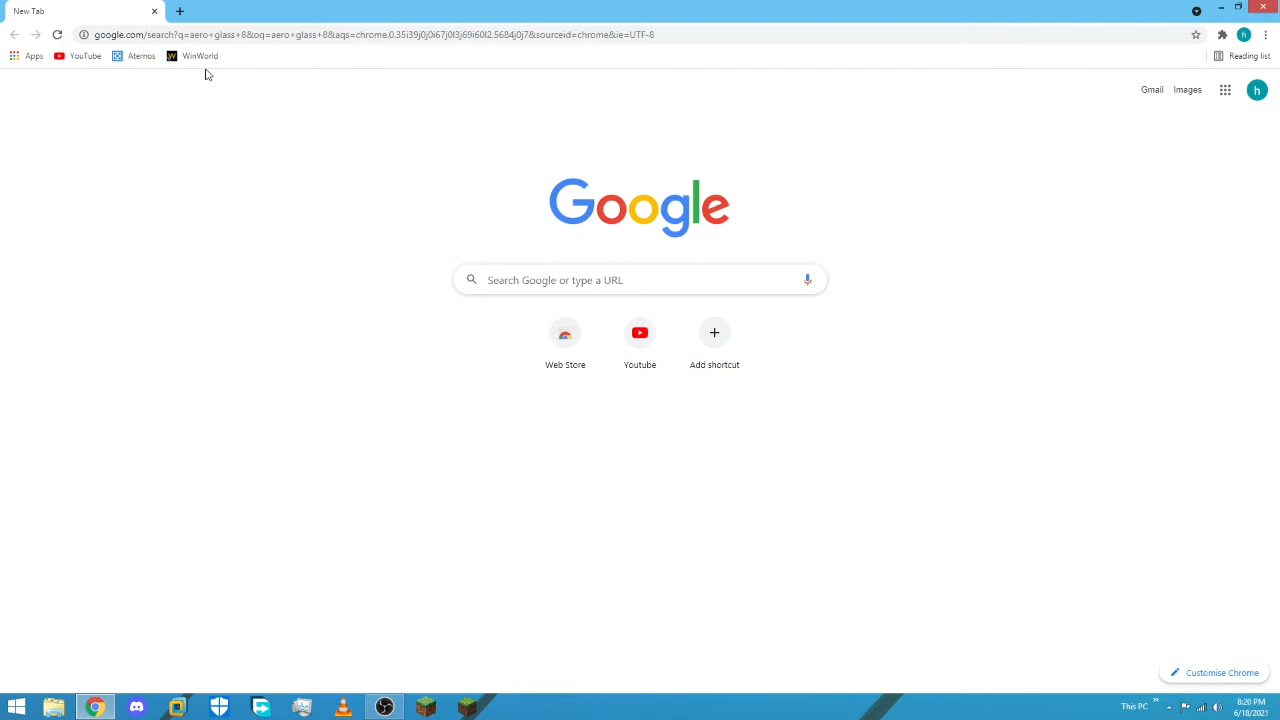 New Tab
google.com/search?q=aero+glass+8&oq=aero+glass+8&aqs=chrome.0.35i39j0j0i67j0l3j69i60l2.5684j0j7&sourceid=chrome&ie=UTF-8
h
Apps YouTube Aternos WinWorld Reading list
Gmail Images h
Google
Search Google or type a URL
Web Store Youtube Add shortcut
Customise Chrome
This PC
8:20 PM
6/18/2021